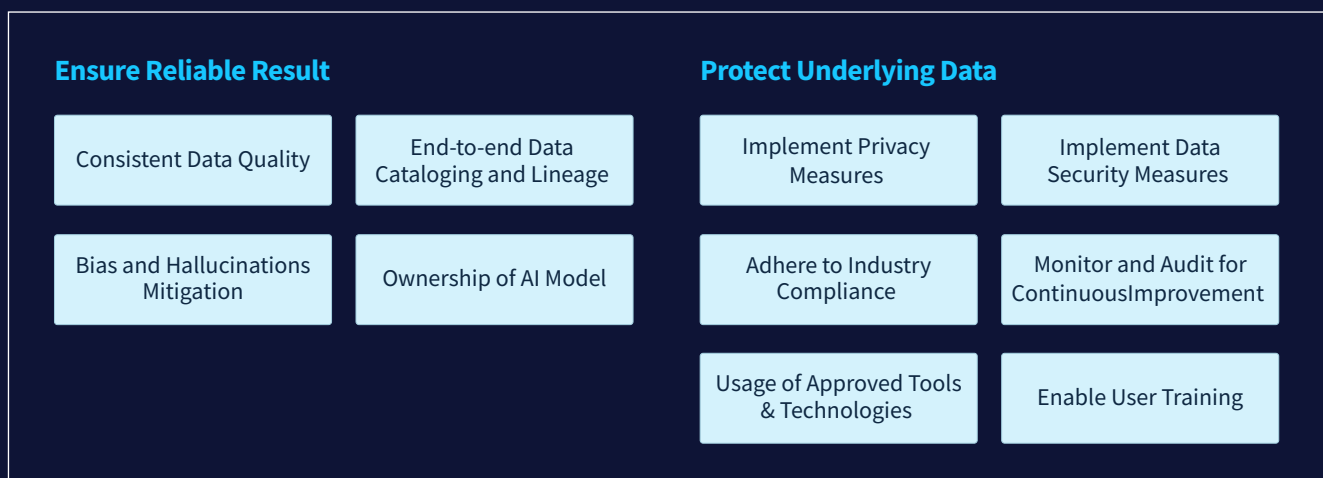 Ensure Reliable Result
Consistent Data Quality
End-to-end Data
Cataloging and Lineage
Bias and Hallucinations
Mitigation
Ownership of AI Model
Protect Underlying Data
Implement Privacy
Measures
Implement Data
Security Measures
Adhere to Industry
Compliance
Monitor and Audit for
ContinuousImprovement
Usage of Approved Tools
& Technologies
Enable User Training